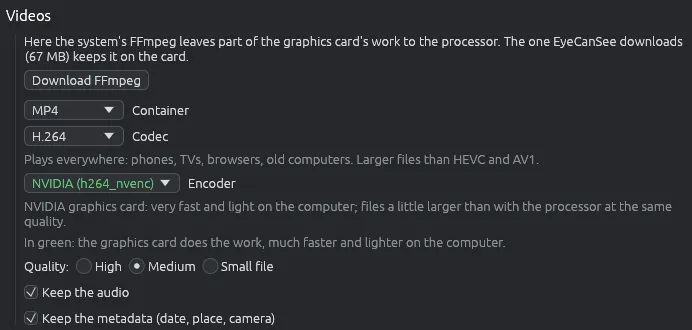 Videos
Here the system's FFmpeg leaves part of the graphics card's work to the processor. The one EyeCanSee downloads
(67 MB) keeps it on the card.
Download FFmpeg
MP4 Container
H.264 Codec
Plays everywhere: phones, TVs, browsers, old computers. Larger files than HEVC and AV1.
NVIDIA (h264_nvenc) Encoder
NVIDIA graphics card: very fast and light on the computer; files a little larger than with the processor at the same
quality.
In green: the graphics card does the work, much faster and lighter on the computer.
Quality: High Medium Small file
Keep the audio
Keep the metadata (date, place, camera)